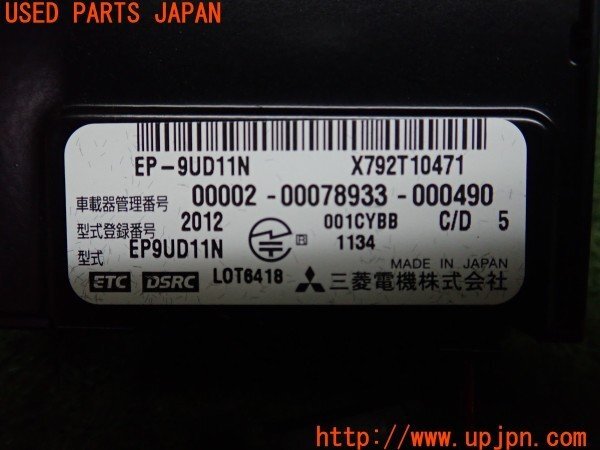 USED PARTS JAPAN
EP-9UD11N X792T10471
車載器管理番号 00002-00078933-000490
型式登録番号 2012 R 001CYBB C/D 5
型式 EP9UD11N 1134
MADE IN JAPAN
ETC DSRC LOT6418 三菱電機株式会社
http://www.upjpn.com/